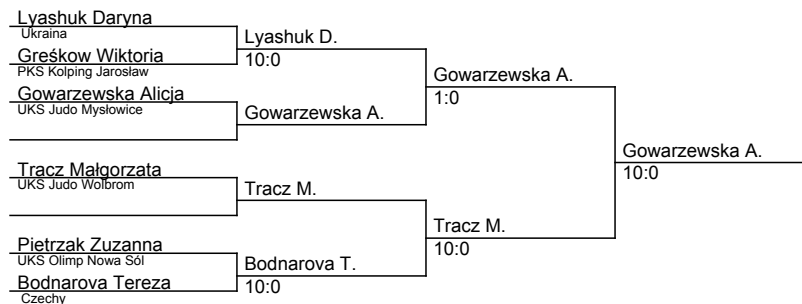 Lyashuk Daryna
Ukraina
Greśkow Wiktoria
PKS Kolping Jarosław
Gowarzewska Alicja
UKS Judo Mysłowice
Tracz Małgorzata
UKS Judo Wolbrom
Pietrzak Zuzanna
UKS Olimp Nowa Sól
Bodnarova Tereza
Czechy
Lyashuk D.
10:0
Gowarzewska A.
Tracz M.
Bodnarova T.
10:0
Gowarzewska A.
1:0
Tracz M.
10:0
Gowarzewska A.
10:0